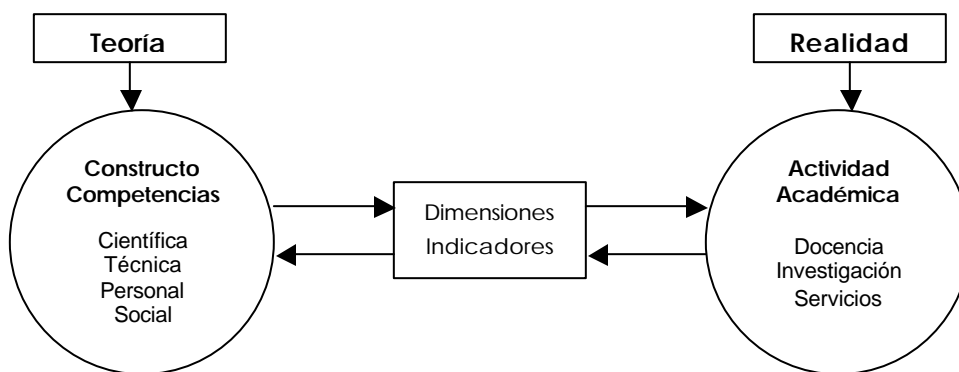 Teoría
Realidad
Constructo
Competencias
Científica
Técnica
Personal
Social
Dimensiones
Indicadores
Actividad
Académica
Docencia
Investigación
Servicios